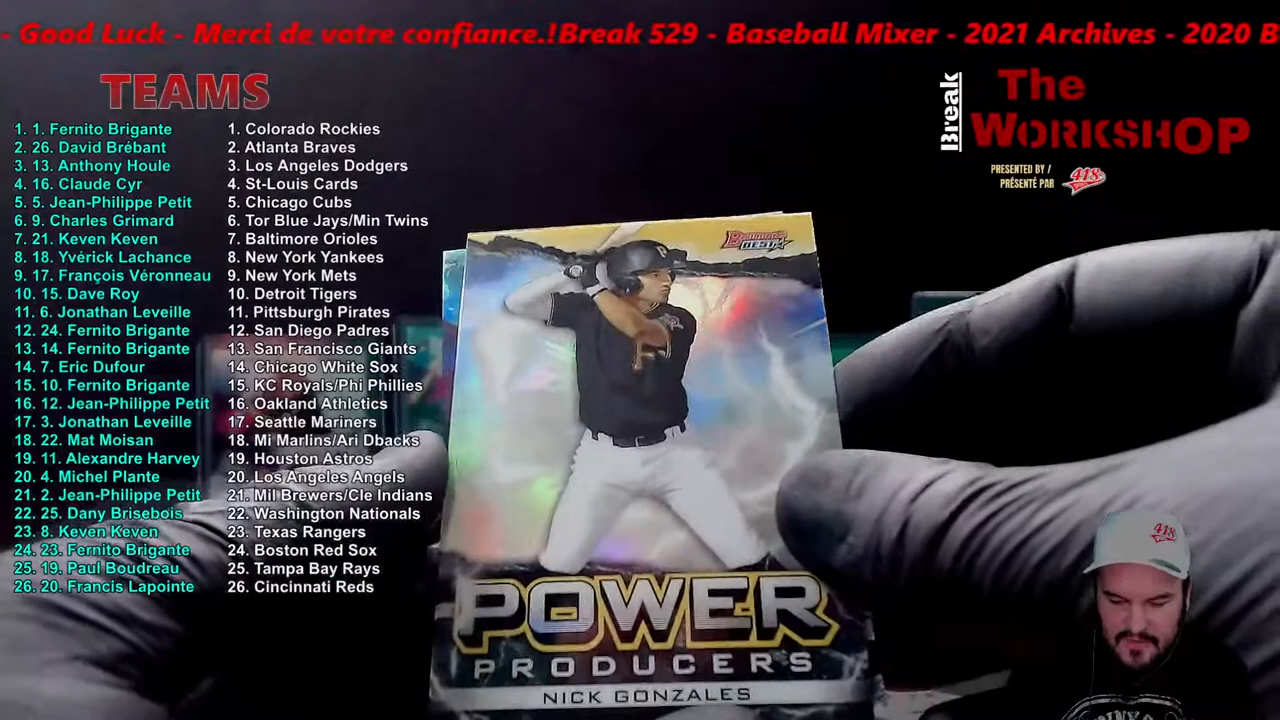 - Good Luck - Merci de votre confiance.!Break 529 - Baseball Mixer - 2021 Archives - 2020 B
TEAMS
1. 1. Fernito Brigante
2. 26. David Brébant
3. 13. Anthony Houle
4. 16. Claude Cyr
5. 5. Jean-Philippe Petit
6. 9. Charles Grimard
7. 21. Keven Keven
8. 18. Yvérick Lachance
9. 17. François Véronneau
10. 15. Dave Roy
11. 6. Jonathan Leveille
12. 24. Fernito Brigante
13. 14. Fernito Brigante
14. 7. Eric Dufour
15. 10. Fernito Brigante
16. 12. Jean-Philippe Petit
17. 3. Jonathan Leveille
18. 22. Mat Moisan
19. 11. Alexandre Harvey
20. 4. Michel Plante
21. 2. Jean-Philippe Petit
22. 25. Dany Brisebois
23. 8. Keven Keven
24. 23. Fernito Brigante
25. 19. Paul Boudreau
26. 20. Francis Lapointe
1. Colorado Rockies
2. Atlanta Braves
3. Los Angeles Dodgers
4. St-Louis Cards
5. Chicago Cubs
6. Tor Blue Jays/Min Twins
7. Baltimore Orioles
8. New York Yankees
9. New York Mets
10. Detroit Tigers
11. Pittsburgh Pirates
12. San Diego Padres
13. San Francisco Giants
14. Chicago White Sox
15. KC Royals/Phi Phillies
16. Oakland Athletics
17. Seattle Mariners
18. Mi Marlins/Ari Dbacks
19. Houston Astros
20. Los Angeles Angels
21. Mil Brewers/Cle Indians
22. Washington Nationals
23. Texas Rangers
24. Boston Red Sox
25. Tampa Bay Rays
26. Cincinnati Reds
Break
The
WORKSHOP
PRESENTED BY /
PRÉSENTÉ PAR
418
Bowman's
BEST
P
POWER
PRODUCERS
NICK GONZALES
418